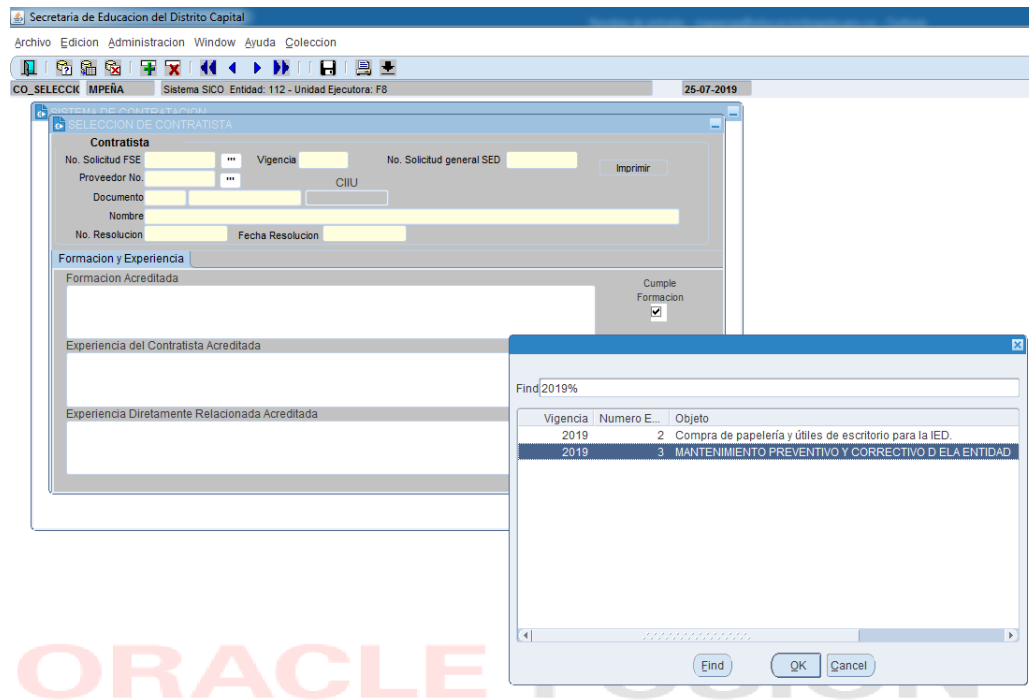 Secretaria de Educacion del Distrito Capital
Archivo Edicion Administracion Window Ayuda Coleccion
CO_SELECCIC MPEÑA Sistema SICO Entidad: 112 - Unidad Ejecutora: F8 25-07-2019
SISTEMA DE CONTRATACION
SELECCION DE CONTRATISTA
Contratista
No. Solicitud FSE ... Vigencia No. Solicitud general SED Imprimir
Proveedor No. ... CIIU
Documento
Nombre
No. Resolucion Fecha Resolucion
Formacion y Experiencia
Formacion Acreditada
Cumple
Formacion
Experiencia del Contratista Acreditada
Experiencia Diretamente Relacionada Acreditada
Find 2019%
Vigencia Numero E... Objeto
2019 2 Compra de papelería y útiles de escritorio para la IED.
2019 3 MANTENIMIENTO PREVENTIVO Y CORRECTIVO D ELA ENTIDAD
Find OK Cancel
ORACLE